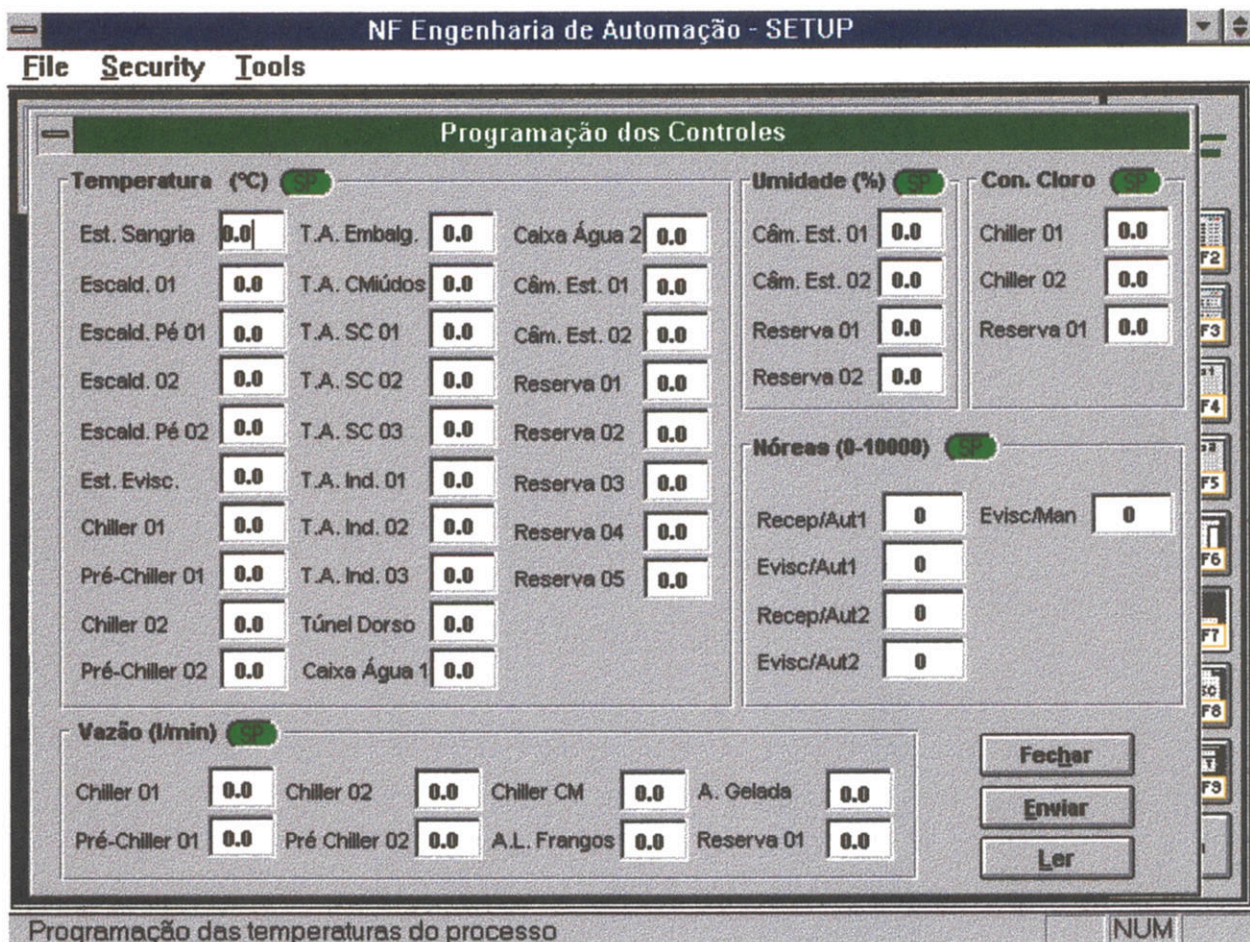 NF Engenharia de Automação - SETUP
File Security Tools
Programação dos Controles
Temperatura (ºC) SP
Est. Sangria 0.0 T.A. Embalg. 0.0 Caixa Água 2 0.0
Escald. 01 0.0 T.A. CMiúdos 0.0 Câm. Est. 01 0.0
Escald. Pé 01 0.0 T.A. SC 01 0.0 Câm. Est. 02 0.0
Escald. 02 0.0 T.A. SC 02 0.0 Reserva 01 0.0
Escald. Pé 02 0.0 T.A. SC 03 0.0 Reserva 02 0.0
Est. Evisc. 0.0 T.A. Ind. 01 0.0 Reserva 03 0.0
Chiller 01 0.0 T.A. Ind. 02 0.0 Reserva 04 0.0
Pré-Chiller 01 0.0 T.A. Ind. 03 0.0 Reserva 05 0.0
Chiller 02 0.0 Túnel Dorso 0.0
Pré-Chiller 02 0.0 Caixa Água 1 0.0
Umidade (%) SP
Câm. Est. 01 0.0
Câm. Est. 02 0.0
Reserva 01 0.0
Reserva 02 0.0
Con. Cloro SP
Chiller 01 0.0
Chiller 02 0.0
Reserva 01 0.0
Nóreas (0-10000) SP
Recep/Aut1 0 Evisc/Man 0
Evisc/Aut1 0
Recep/Aut2 0
Evisc/Aut2 0
Vazão (l/min) SP
Chiller 01 0.0 Chiller 02 0.0 Chiller CM 0.0 A. Gelada 0.0
Pré-Chiller 01 0.0 Pré Chiller 02 0.0 A.L. Frangos 0.0 Reserva 01 0.0
Fechar
Enviar
Ler
F2
F3
F4
F5
F6
F7
F8
F9
Programação das temperaturas do processo NUM